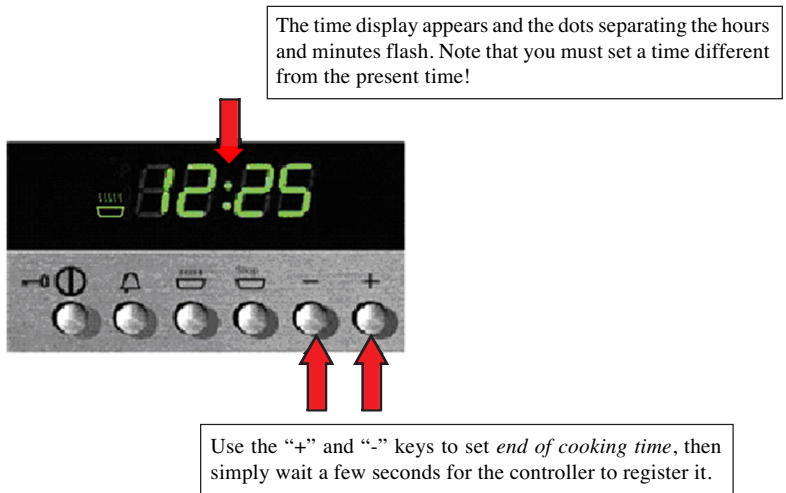 The time display appears and the dots separating the hours
and minutes flash. Note that you must set a time different
from the present time!
12:25
Stop
- +
Use the “+” and “-” keys to set end of cooking time, then
simply wait a few seconds for the controller to register it.